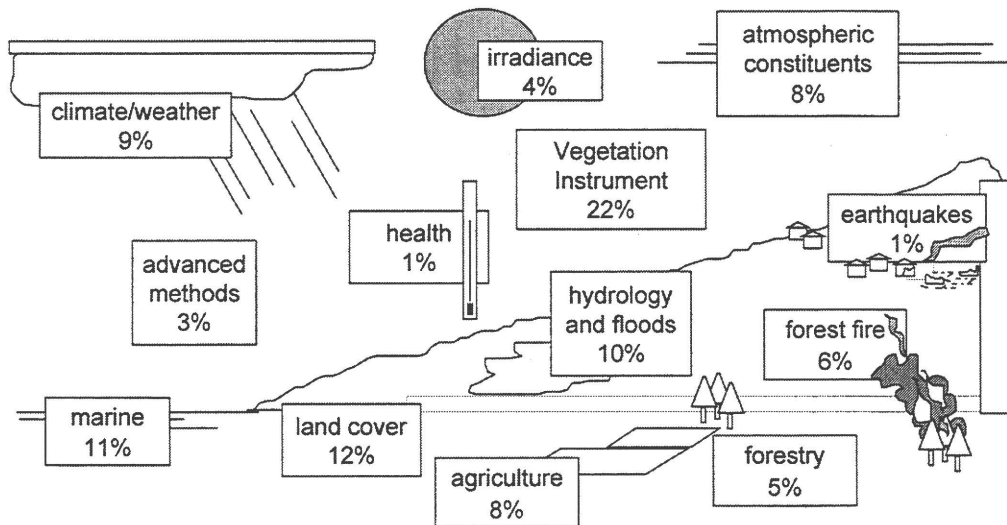 irradiance
4%
atmospheric
constituents
8%
climate/weather
9%
Vegetation
Instrument
22%
health
1%
earthquakes
1%
advanced
methods
3%
hydrology
and floods
10%
forest fire
6%
marine
11%
land cover
12%
agriculture
8%
forestry
5%